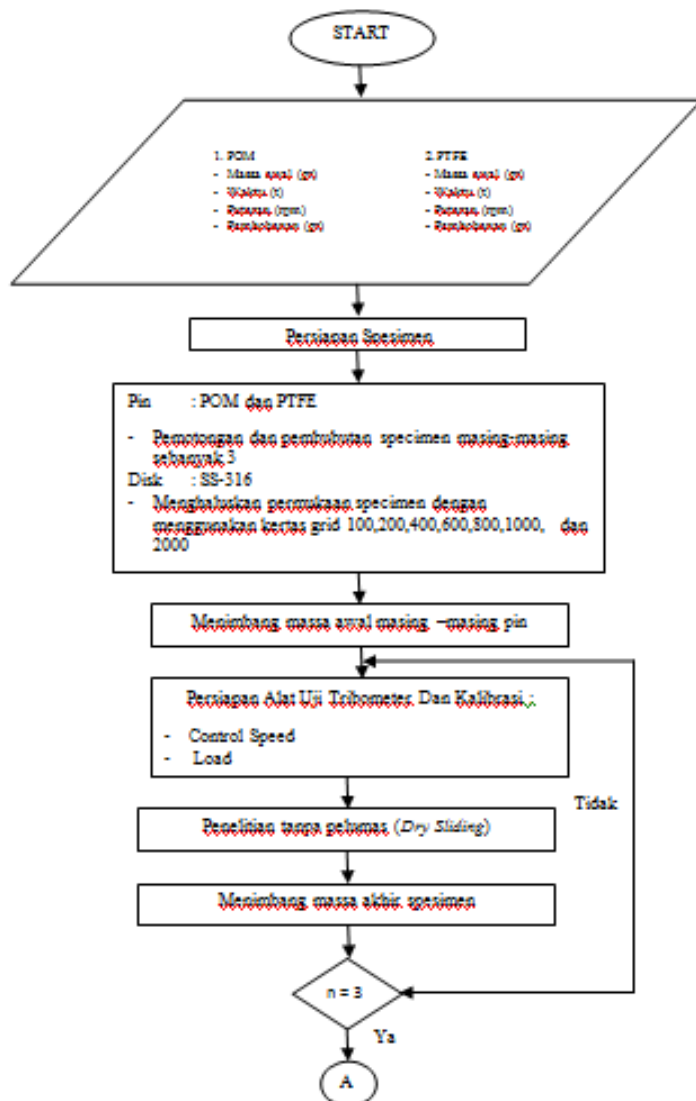 START
1. POM
- Massa awal (gr)
- Waktu (t)
- Putaran (rpm)
- Pembebanan (gr)
2. PTFE
- Massa awal (gr)
- Waktu (t)
- Putaran (rpm)
- Pembebanan (gr)
Persiapan Spesimen
Pin : POM dan PTFE
- Pemotongan dan pembubutan specimen masing-masing
sebanyak 3
Disk : SS-316
- Menghaluskan permukaan specimen dengan
menggunakan kertas grid 100,200,400,600,800,1000, dan
2000
Menimbang massa awal masing –masing pin
Persiapan Alat Uji Tribometer Dan Kalibrasi :
- Control Speed
- Load
Tidak
Penelitian tanpa pelumas (Dry Sliding)
Menimbang massa akhir spesimen
n = 3
Ya
A